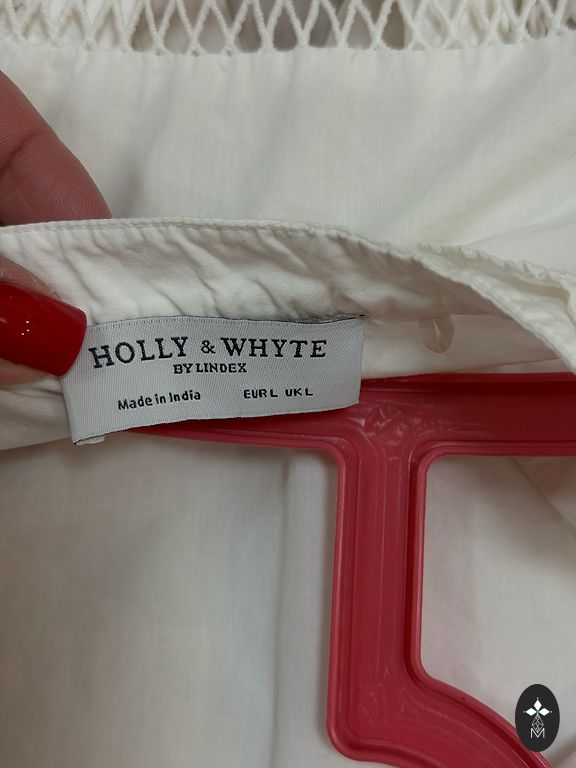 HOLLY & WHYTE
BY LINDEX
Made in India EUR L UK L
M